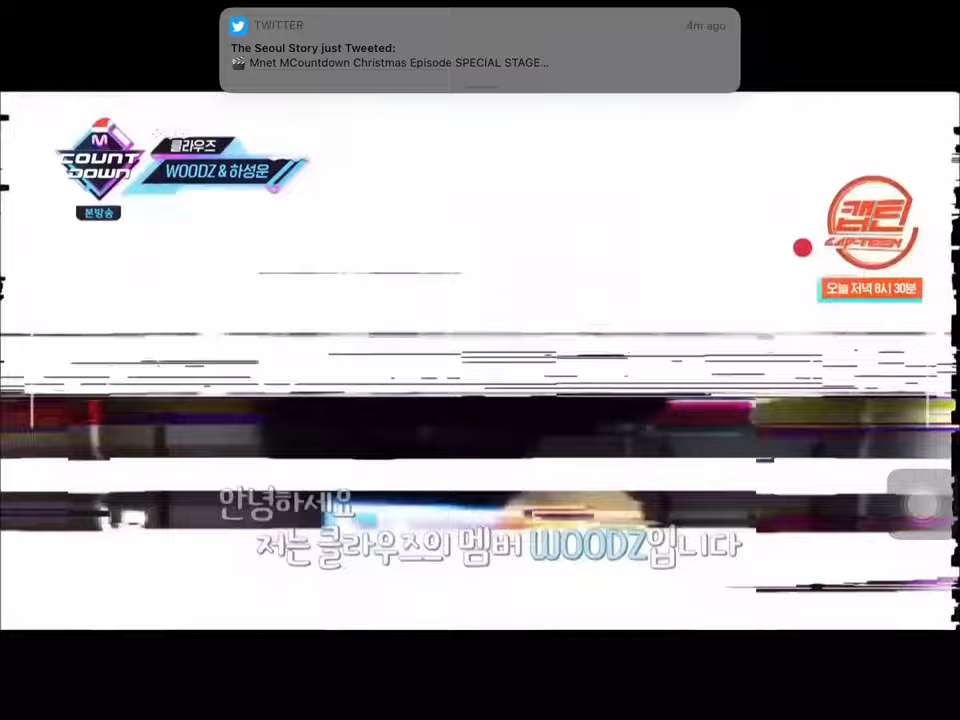 TWITTER
4m ago
The Seoul Story just Tweeted:
🎬 Mnet MCountdown Christmas Episode SPECIAL STAGE...
M
COUNT
DOWN
본방송
클라우즈
WOODZ & 하성운
캡틴
CAP-TEEN
오늘 저녁 8시 30분
안녕하세요
저는 클라우즈의 멤버 WOODZ입니다